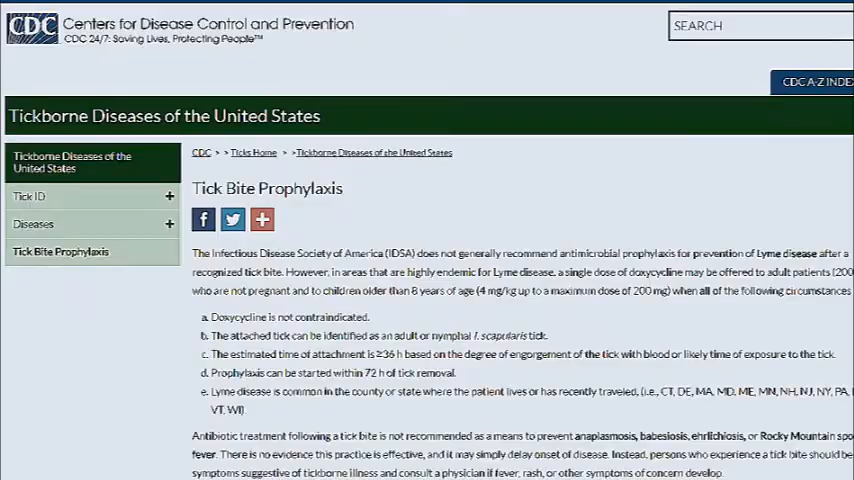 CDC Centers for Disease Control and Prevention
CDC 24/7: Saving Lives, Protecting People™
SEARCH
CDC A-Z INDE
Tickborne Diseases of the United States
Tickborne Diseases of the
United States
Tick ID +
Diseases +
Tick Bite Prophylaxis
CDC > > Ticks Home > >Tickborne Diseases of the United States
Tick Bite Prophylaxis
The Infectious Disease Society of America (IDSA) does not generally recommend antimicrobial prophylaxis for prevention of Lyme disease after a
recognized tick bite. However, in areas that are highly endemic for Lyme disease, a single dose of doxycycline may be offered to adult patients (200
who are not pregnant and to children older than 8 years of age (4 mg/kg up to a maximum dose of 200 mg) when all of the following circumstances
a. Doxycycline is not contraindicated.
b. The attached tick can be identified as an adult or nymphal I. scapularis tick.
c. The estimated time of attachment is ≥36 h based on the degree of engorgement of the tick with blood or likely time of exposure to the tick.
d. Prophylaxis can be started within 72 h of tick removal.
e. Lyme disease is common in the county or state where the patient lives or has recently traveled, (i.e., CT, DE, MA, MD, ME, MN, NH, NJ, NY, PA,
VT, WI).
Antibiotic treatment following a tick bite is not recommended as a means to prevent anaplasmosis, babesiosis, ehrlichiosis, or Rocky Mountain spo
fever. There is no evidence this practice is effective, and it may simply delay onset of disease. Instead, persons who experience a tick bite should be
symptoms suggestive of tickborne illness and consult a physician if fever, rash, or other symptoms of concern develop.